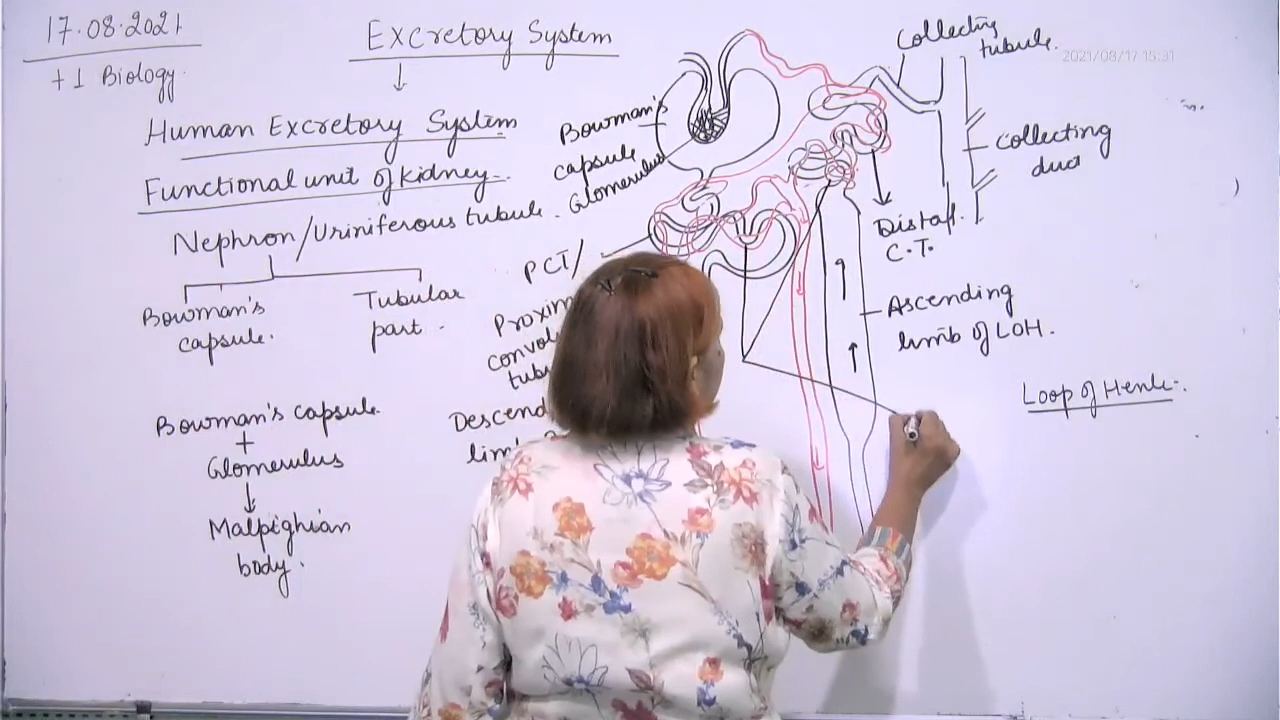 17.08.2021
+1 Biology.
Excretory System
Human Excretory System
Functional unit of kidney.
Nephron/Uriniferous tubule.
Bowman's
capsule.
Tubular
part.
Bowman's capsule
+
Glomerulus
Malpighian
body.
Bowman's
capsule
Glomerulus
PCT/
Collecting
tubule.
2021/08/17 15:31
Collecting
duct
Distal
C.T.
Ascending
limb of LOH.
Loop of Henle.